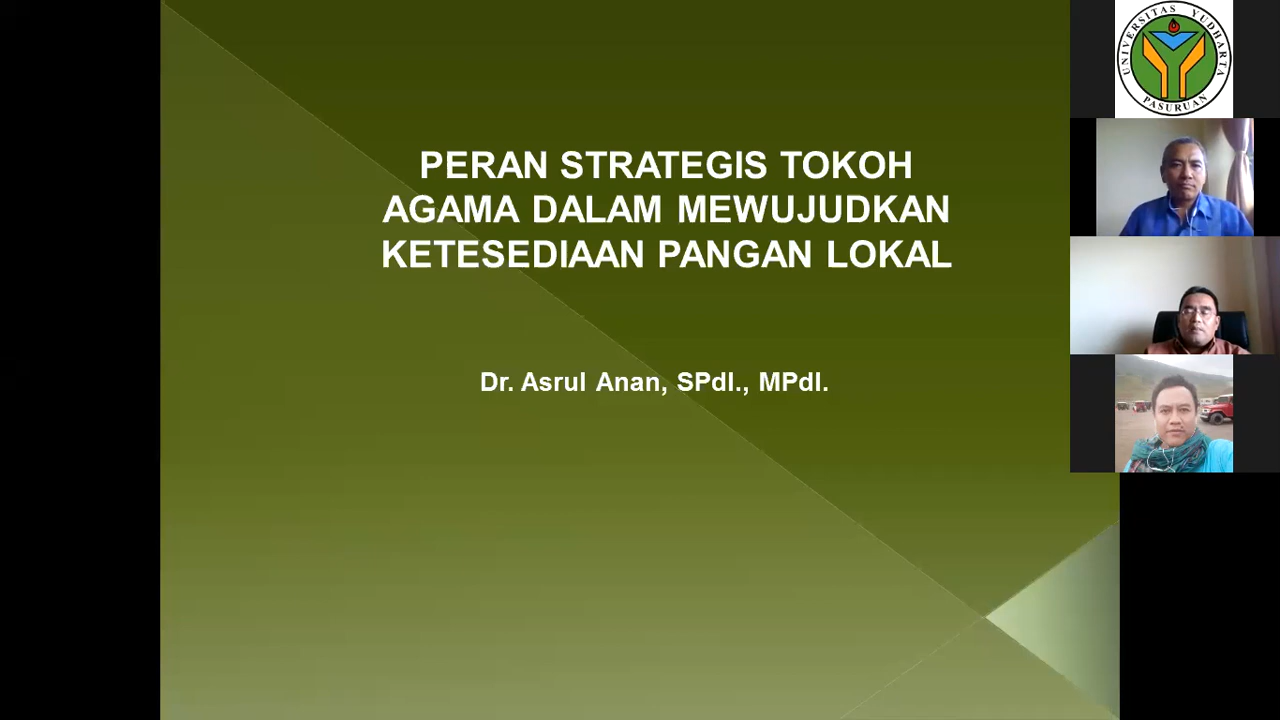 PERAN STRATEGIS TOKOH
AGAMA DALAM MEWUJUDKAN
KETESEDIAAN PANGAN LOKAL
Dr. Asrul Anan, SPdI., MPdI.
UNIVERSITAS YUDHARTA
PASURUAN